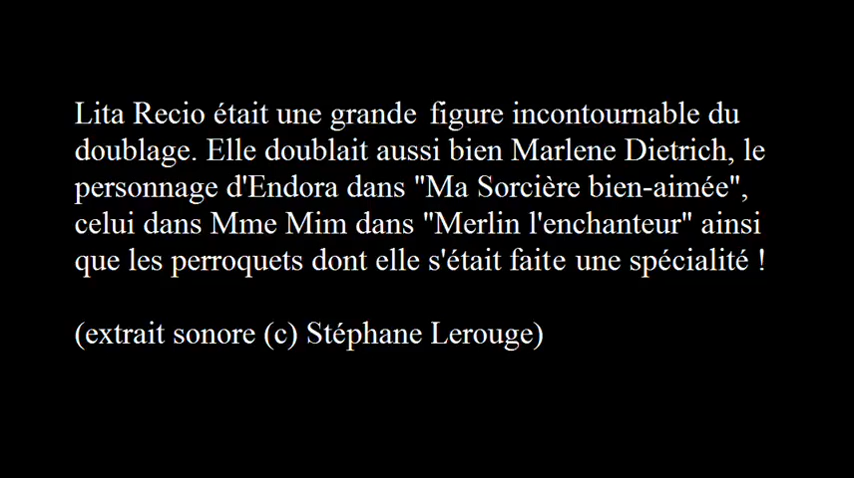 Lita Recio était une grande figure incontournable du
doublage. Elle doublait aussi bien Marlene Dietrich, le
personnage d'Endora dans "Ma Sorcière bien-aimée",
celui dans Mme Mim dans "Merlin l'enchanteur" ainsi
que les perroquets dont elle s'était faite une spécialité !
(extrait sonore (c) Stéphane Lerouge)